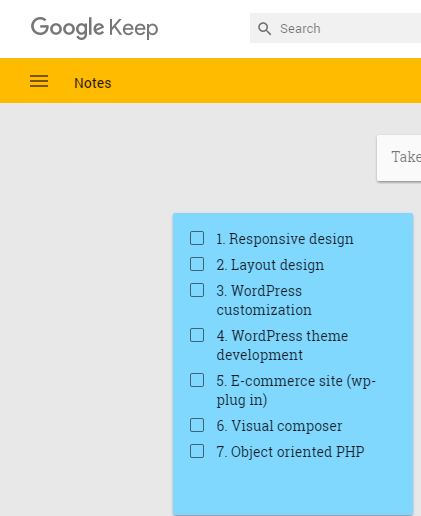 Google Keep
Search
Notes
Take
1. Responsive design
2. Layout design
3. WordPress
customization
4. WordPress theme
development
5. E-commerce site (wp-
plug in)
6. Visual composer
7. Object oriented PHP